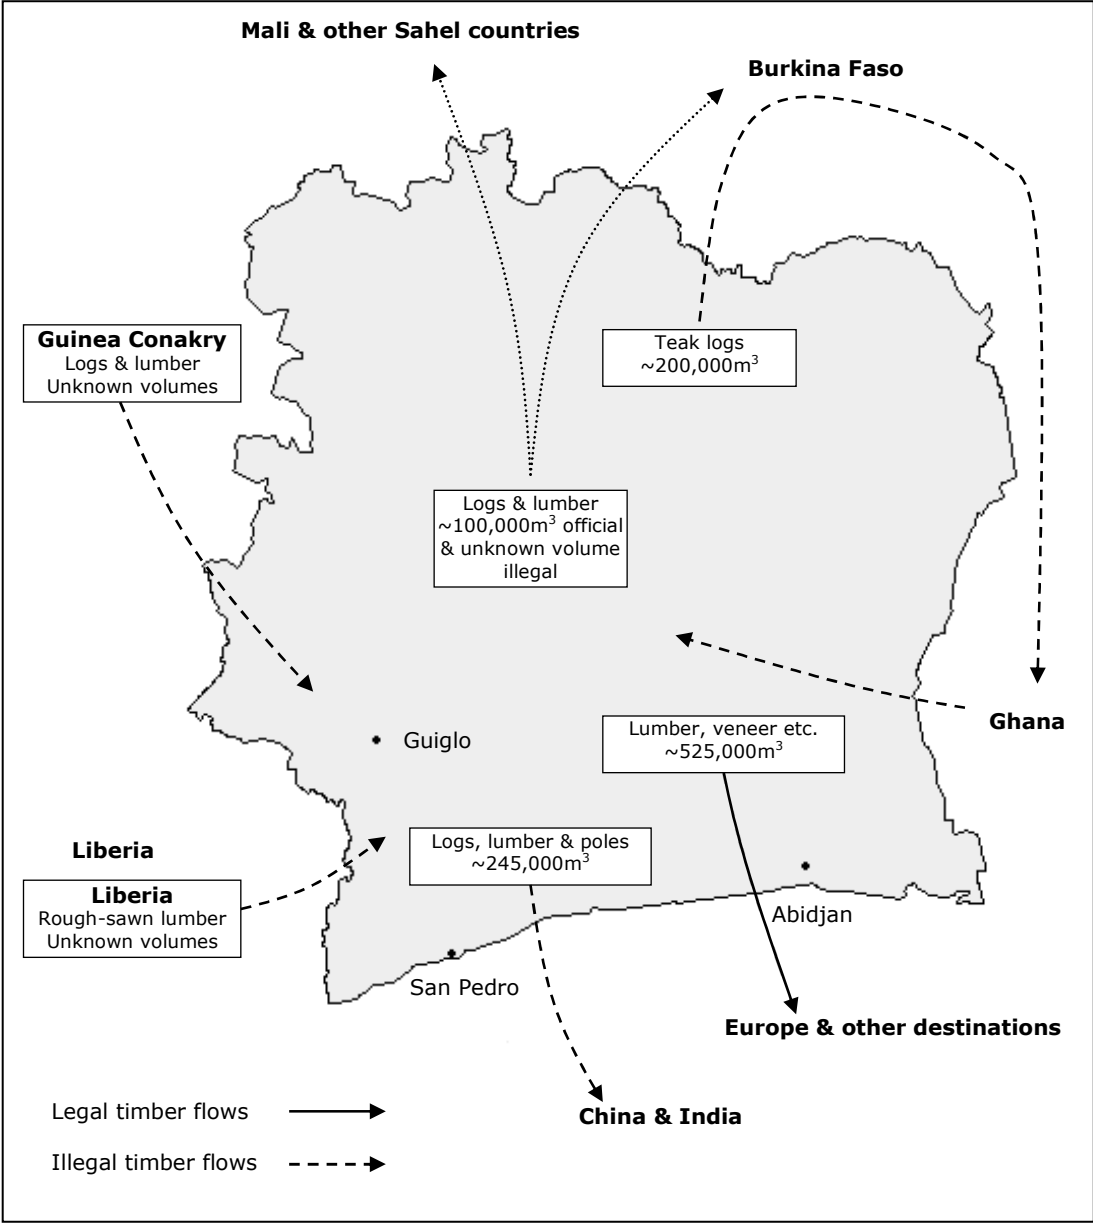 Mali & other Sahel countries
Burkina Faso
Guinea Conakry
Logs & lumber
Unknown volumes
Teak logs
~200,000m³
Logs & lumber
~100,000m³ official
& unknown volume
illegal
Ghana
Lumber, veneer etc.
~525,000m³
Guiglo
Logs, lumber & poles
~245,000m³
Liberia
Liberia
Rough-sawn lumber
Unknown volumes
Abidjan
San Pedro
Europe & other destinations
China & India
Legal timber flows
Illegal timber flows